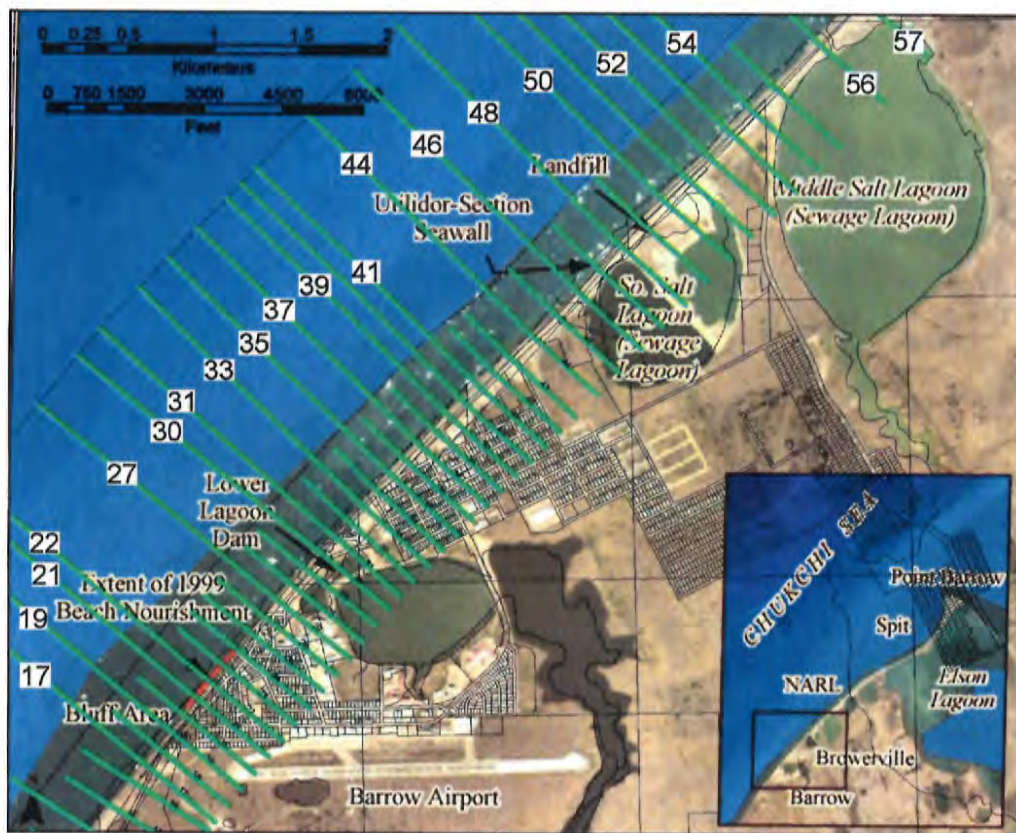 0 0.25 0.5 1 1.5 2
Kilometers
0 750 1500 3000 4500 6000
Feet
54
57
52
50
56
48
46
44
Landfill
Utilidor-Section
Seawall
Middle Salt Lagoon
(Sewage Lagoon)
41
39
37
35
33
31
30
27
So. Salt
Lagoon
(Sewage
Lagoon)
Lower
Lagoon
Dam
22
21
19
17
Extent of 1999
Beach Nourishment
Bluff Area
Barrow Airport
CHUKCHI SEA
Point Barrow
Spit
Elson
Lagoon
NARL
Browerville
Barrow